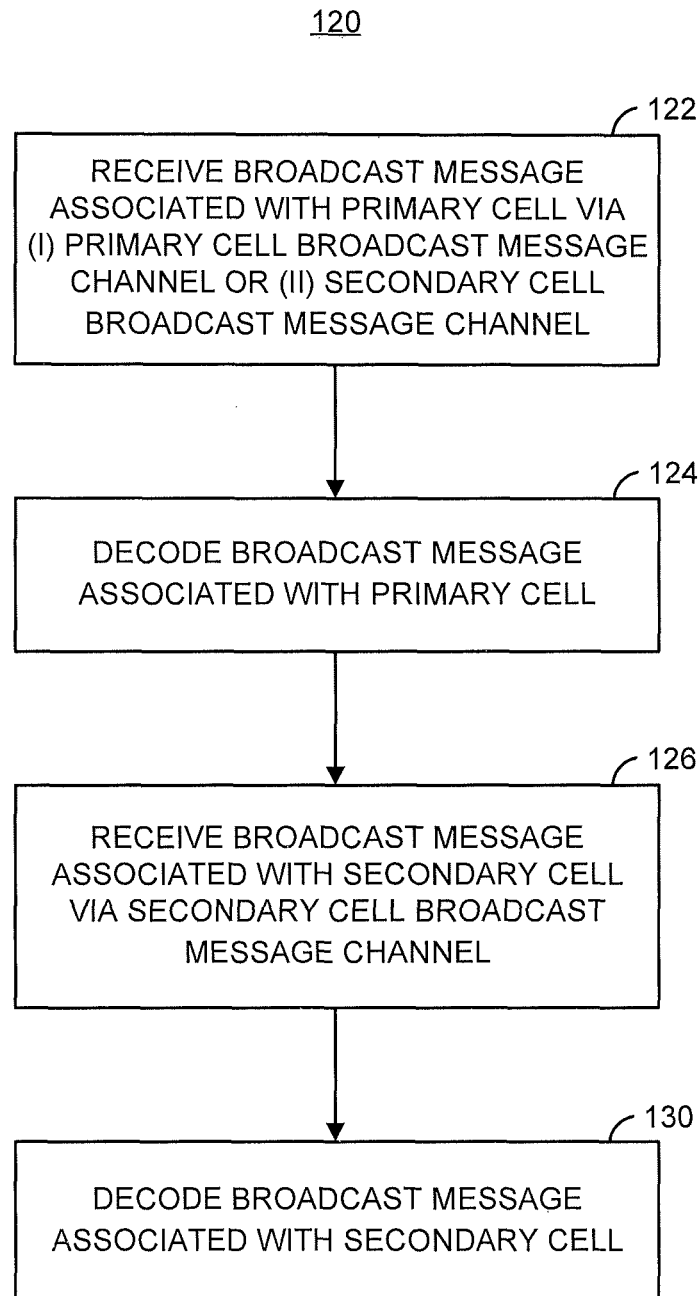 120
122
RECEIVE BROADCAST MESSAGE
ASSOCIATED WITH PRIMARY CELL VIA
(I) PRIMARY CELL BROADCAST MESSAGE
CHANNEL OR (II) SECONDARY CELL
BROADCAST MESSAGE CHANNEL
124
DECODE BROADCAST MESSAGE
ASSOCIATED WITH PRIMARY CELL
126
RECEIVE BROADCAST MESSAGE
ASSOCIATED WITH SECONDARY CELL
VIA SECONDARY CELL BROADCAST
MESSAGE CHANNEL
130
DECODE BROADCAST MESSAGE
ASSOCIATED WITH SECONDARY CELL